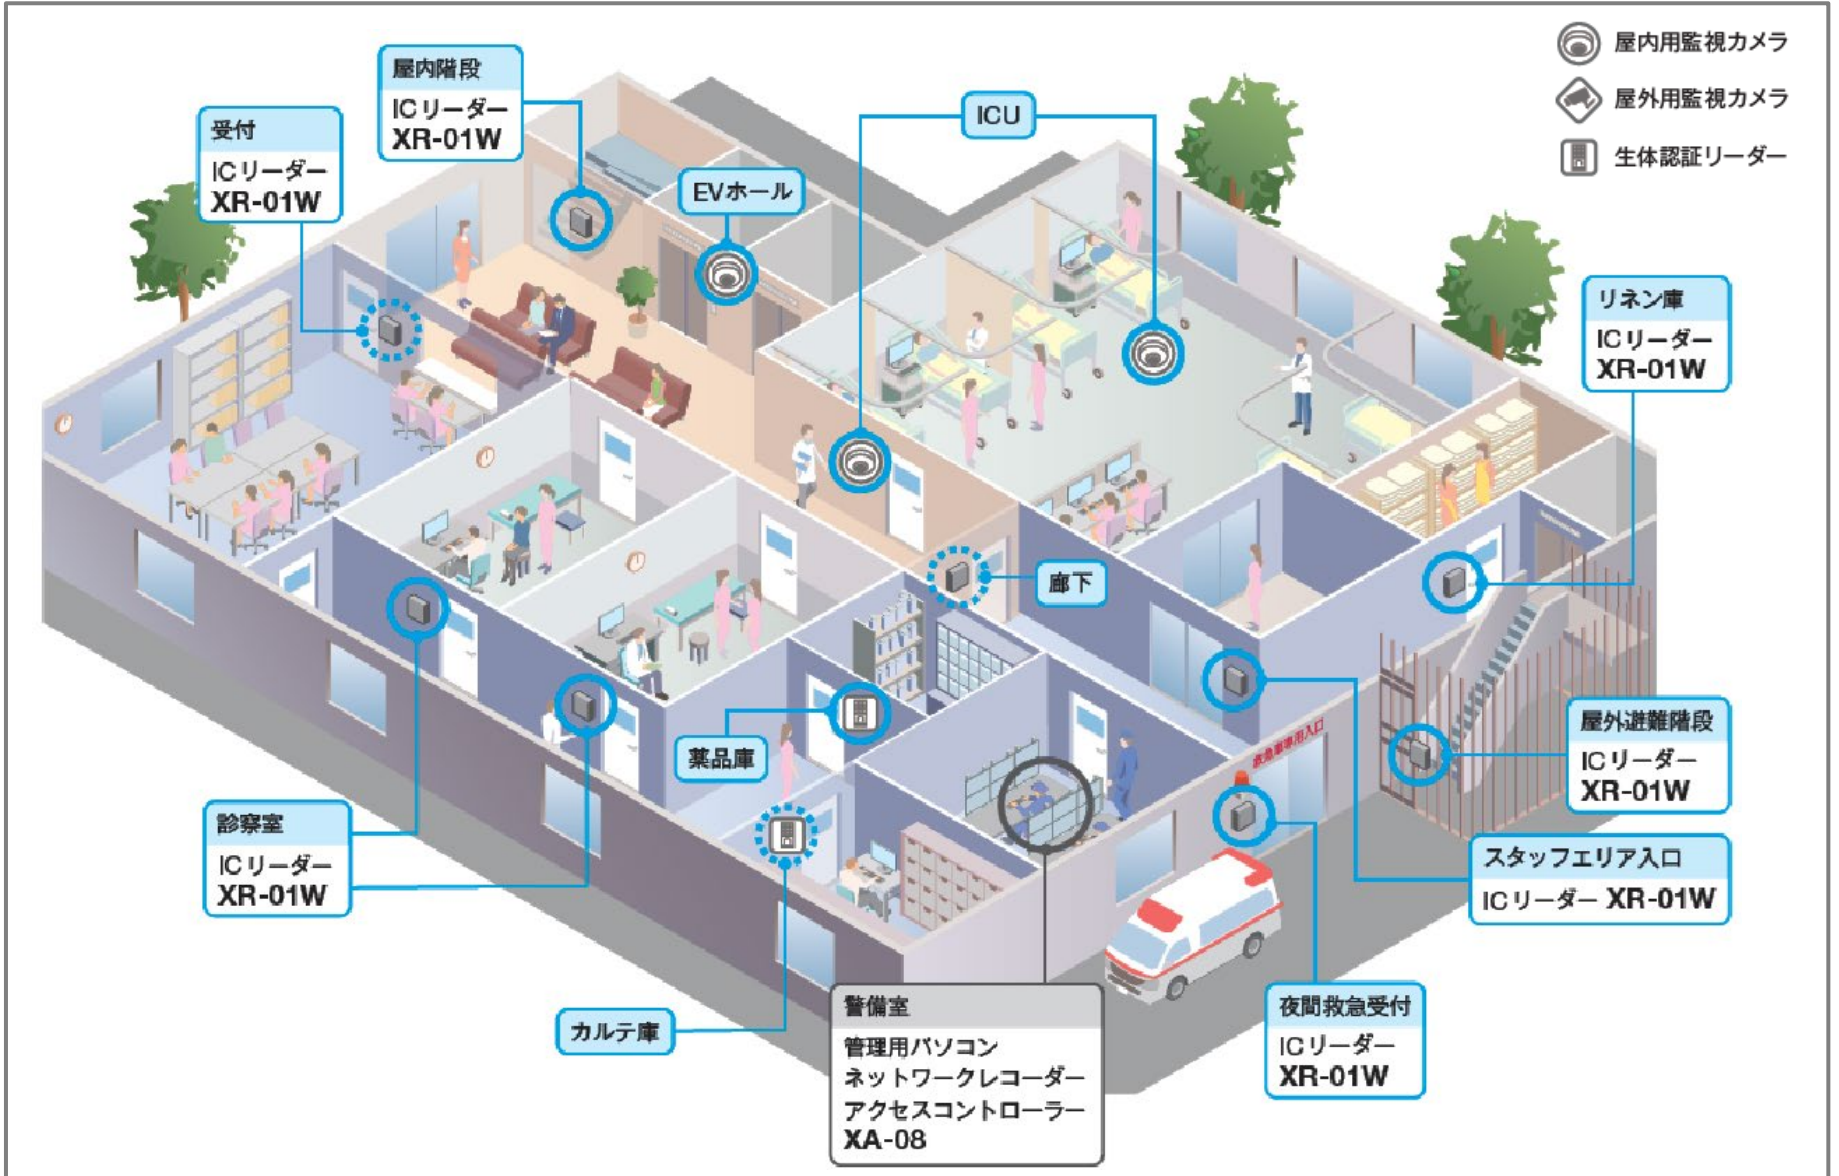 屋内用監視カメラ
屋外用監視カメラ
生体認証リーダー
屋内階段
ICリーダー
XR-01W
受付
ICリーダー
XR-01W
EVホール
ICU
リネン庫
ICリーダー
XR-01W
廊下
薬品庫
救急車専用入口
屋外避難階段
ICリーダー
XR-01W
診察室
ICリーダー
XR-01W
スタッフエリア入口
ICリーダー XR-01W
カルテ庫
警備室
管理用パソコン
ネットワークレコーダー
アクセスコントローラー
XA-08
夜間救急受付
ICリーダー
XR-01W